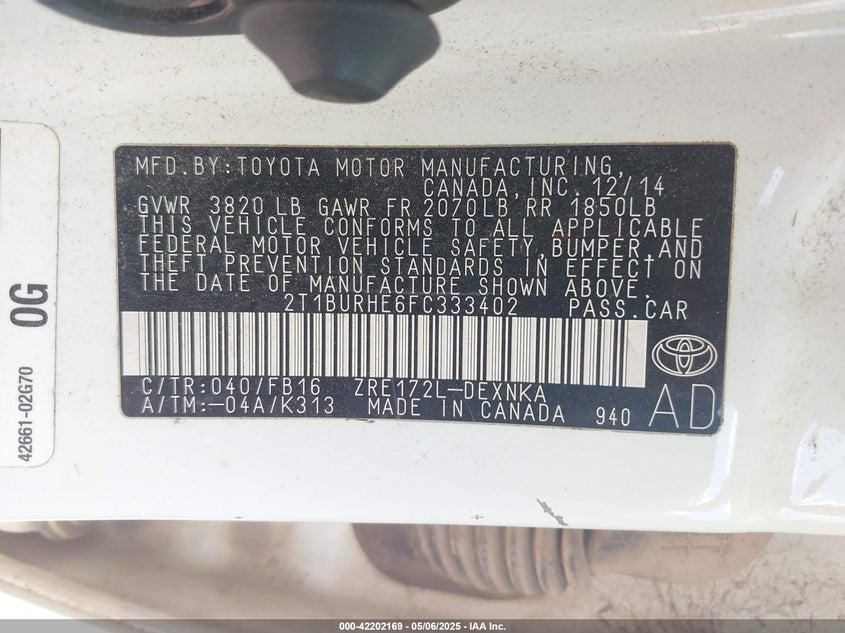 MFD.BY:TOYOTA MOTOR MANUFACTURING,
CANADA,INC. 12/14
GVWR 3820 LB GAWR FR 2070LB RR 1850LB
THIS VEHICLE CONFORMS TO ALL APPLICABLE
FEDERAL MOTOR VEHICLE SAFETY,BUMPER,AND
THEFT PREVENTION STANDARDS IN EFFECT ON
THE DATE OF MANUFACTURE SHOWN ABOVE.
2T1BURHE6FC333402 PASS.CAR
C/TR:040/FB16 ZRE172L-DEXNKA
A/TM:-04A/K313 MADE IN CANADA 940
AD
0G
42661-02G70
000-42202169 - 05/06/2025 - IAA Inc.